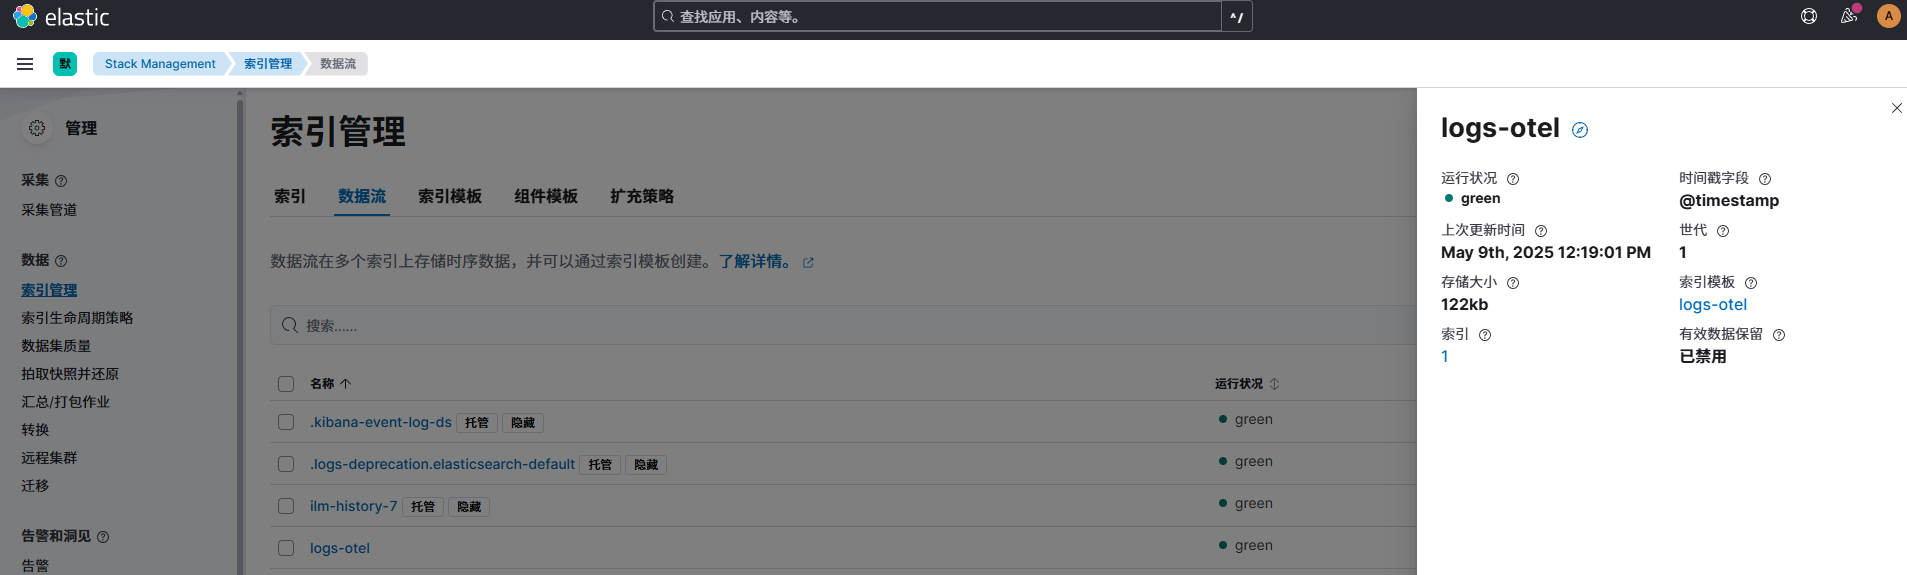 elastic
查找应用、内容等。
^/
A
默
Stack Management
索引管理
数据流
管理
采集
采集管道
数据
索引管理
索引生命周期策略
数据集质量
拍取快照并还原
汇总/打包作业
转换
远程集群
迁移
告警和洞见
告警
索引管理
索引
数据流
索引模板
组件模板
扩充策略
数据流在多个索引上存储时序数据，并可以通过索引模板创建。了解详情。
搜索......
名称
运行状况
.kibana-event-log-ds 托管 隐藏
green
.logs-deprecation.elasticsearch-default 托管 隐藏
green
ilm-history-7 托管 隐藏
green
logs-otel
green
logs-otel
运行状况
green
时间戳字段
@timestamp
上次更新时间
May 9th, 2025 12:19:01 PM
世代
1
存储大小
122kb
索引模板
logs-otel
索引
1
有效数据保留
已禁用